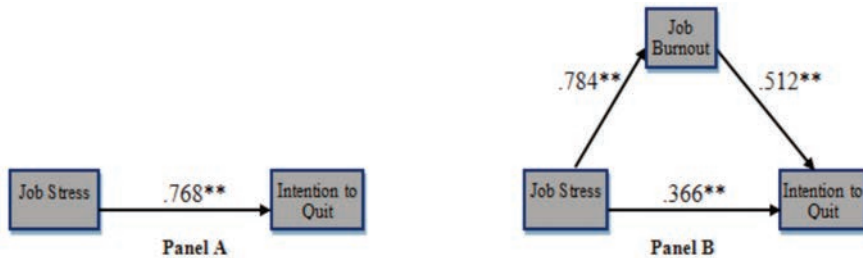 Job Stress
.768**
Intention to
Quit
Panel A
Job
Burnout
.784**
.512**
Job Stress
.366**
Intention to
Quit
Panel B